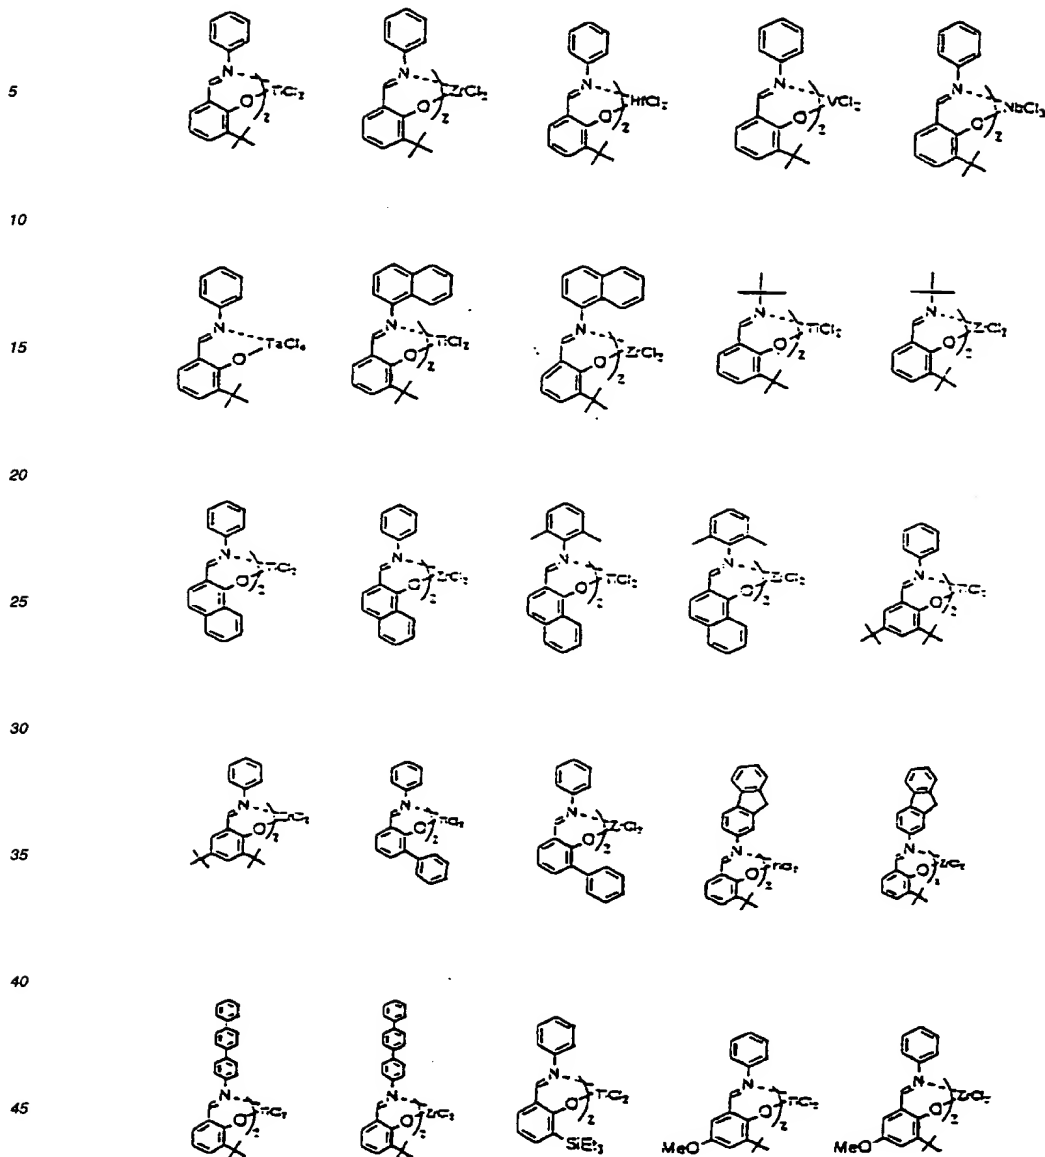 N N N N N
5 TiCl₂ ZrCl₂ HfCl₂ VCl₂ NbCl₃
O O O O O
2 2 2 2 2
10
N N N N N
15 TaCl₄ TiCl₂ ZrCl₂ TiCl₂ ZrCl₂
O O O O O
2 2 2 2
20
N N N N N
25 TiCl₂ ZrCl₂ TiCl₂ ZrCl₂ TiCl₂
O O O O O
2 2 2 2 2
30
N N N N N
35 ZrCl₂ TiCl₂ ZrCl₂ TiCl₂ ZrCl₂
O O O O O
2 2 2 2 2
40
N N N N N
45 TiCl₂ ZrCl₂ TiCl₂ TiCl₂ ZrCl₂
O O O O O
2 2 2 2 2
SiEt₃ MeO MeO